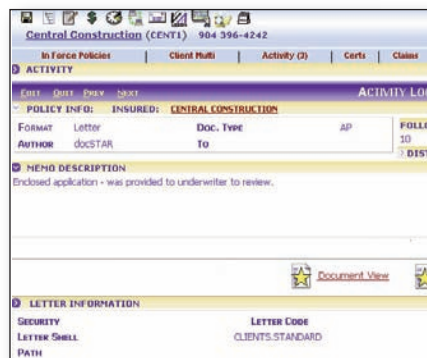 Central Construction (CENT1) 904 396-4242
In Force Policies | Client Multi | Activity (3) | Certs | Claims
ACTIVITY
EDIT QUIT PREV NEXT ACTIVITY LO
POLICY INFO: INSURED: CENTRAL CONSTRUCTION
FORMAT Letter DOC. TYPE AP FOLL
AUTHOR docSTAR TO 10
DIST
MEMO DESCRIPTION
Enclosed application - was provided to underwriter to review.
Document View
LETTER INFORMATION
SECURITY LETTER CODE
LETTER SHELL CLIENTS.STANDARD
PATH